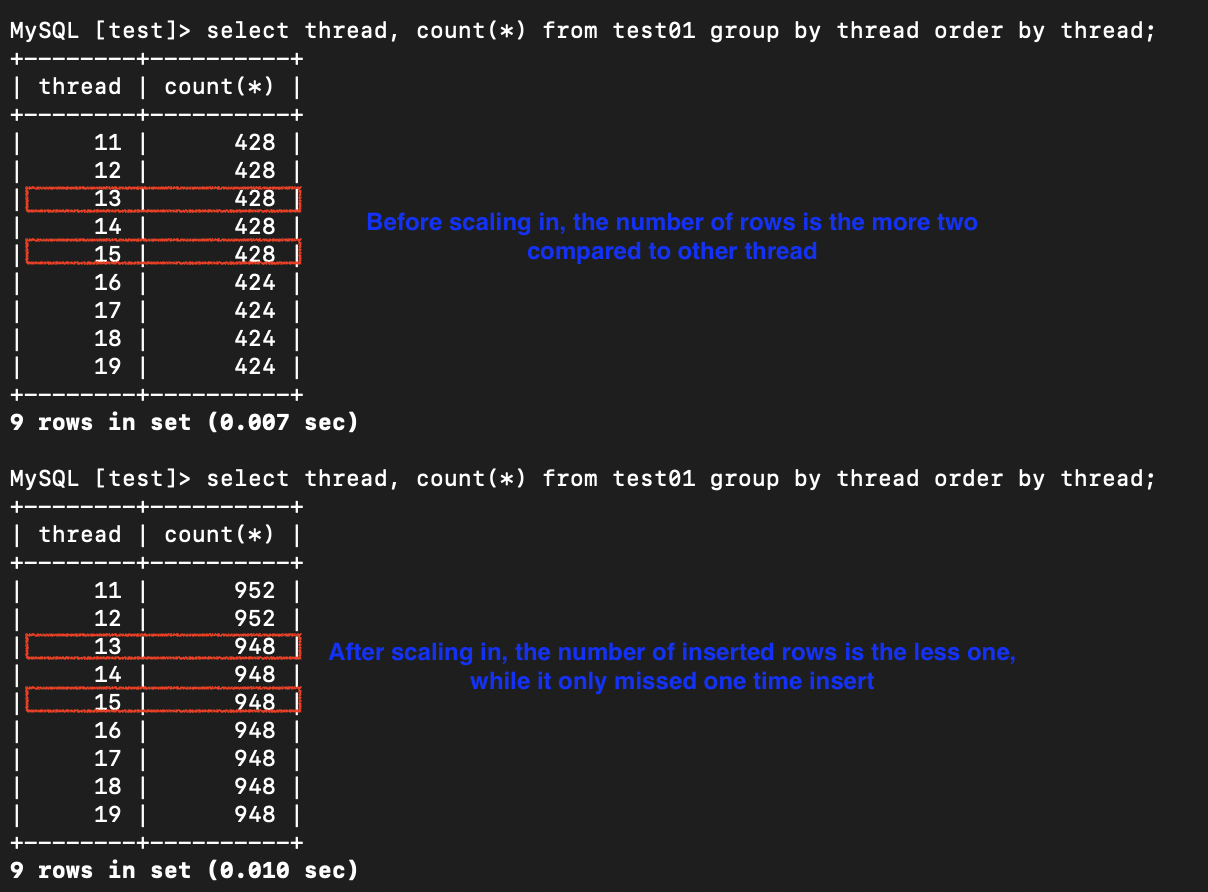 MySQL [test]> select thread, count(*) from test01 group by thread order by thread;
+--------+----------+
| thread | count(*) |
+--------+----------+
| 11 | 428 |
| 12 | 428 |
| 13 | 428 |
| 14 | 428 |
Before scaling in, the number of rows is the more two
compared to other thread
| 15 | 428 |
| 16 | 424 |
| 17 | 424 |
| 18 | 424 |
| 19 | 424 |
+--------+----------+
9 rows in set (0.007 sec)
MySQL [test]> select thread, count(*) from test01 group by thread order by thread;
+--------+----------+
| thread | count(*) |
+--------+----------+
| 11 | 952 |
| 12 | 952 |
| 13 | 948 |
After scaling in, the number of inserted rows is the less one,
while it only missed one time insert
| 14 | 948 |
| 15 | 948 |
| 16 | 948 |
| 17 | 948 |
| 18 | 948 |
| 19 | 948 |
+--------+----------+
9 rows in set (0.010 sec)